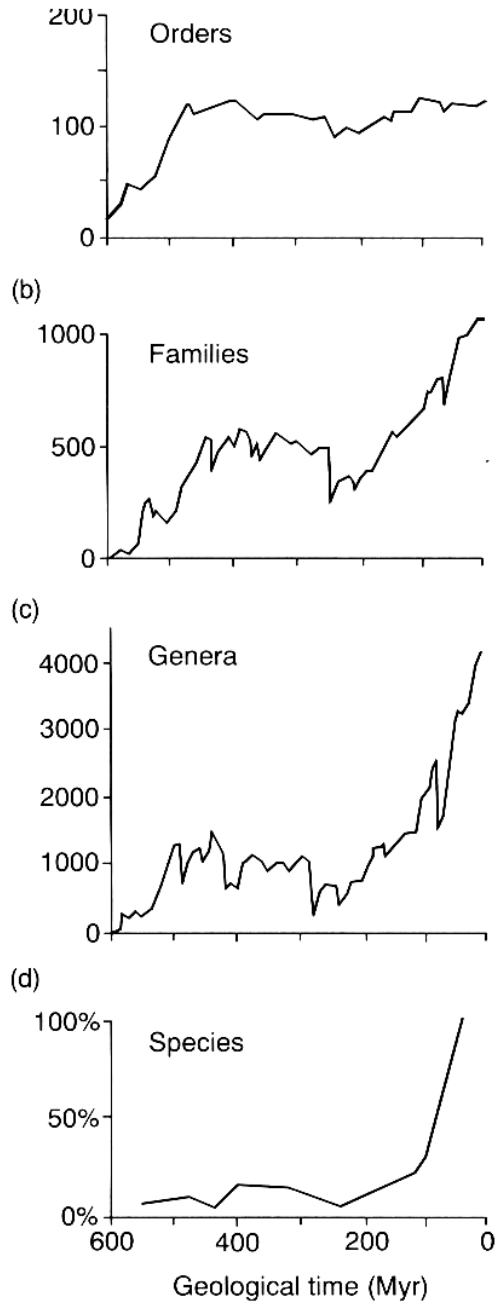 200
Orders
100
0
(b)
1000
Families
500
0
(c)
4000
Genera
3000
2000
1000
0
(d)
100%
Species
50%
0%
600 400 200 0
Geological time (Myr)